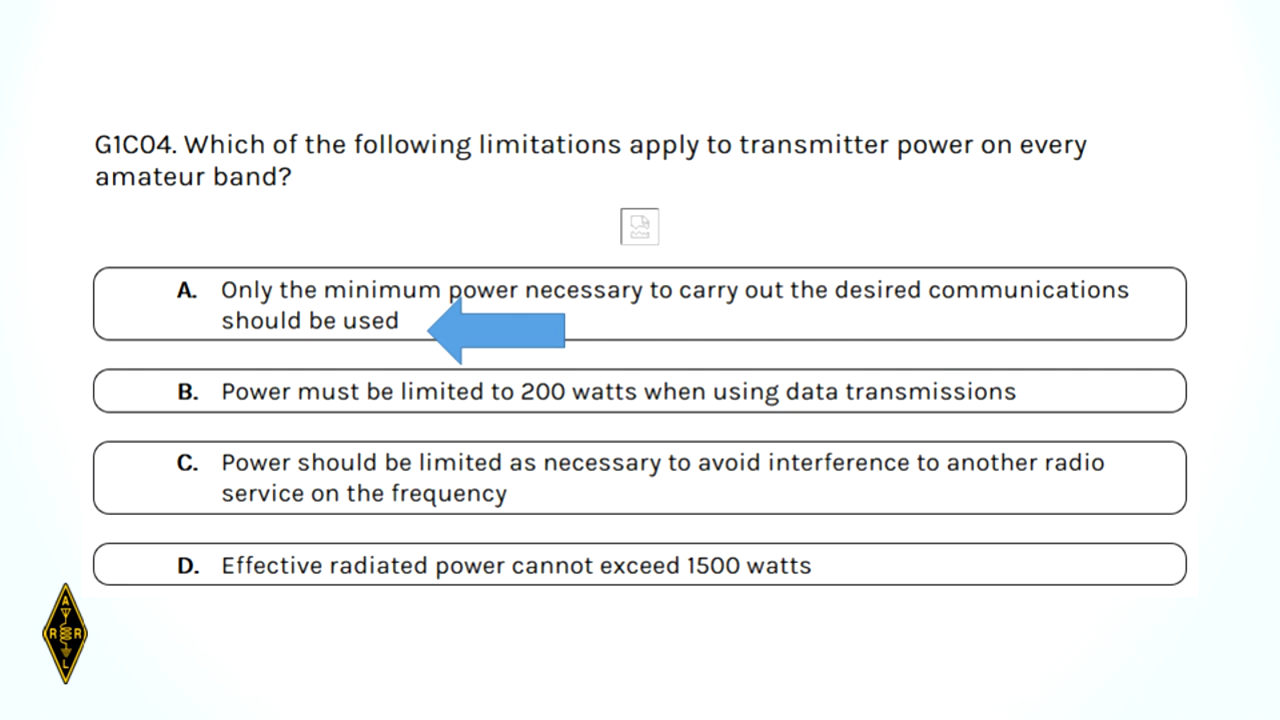 G1C04. Which of the following limitations apply to transmitter power on every
amateur band?
A. Only the minimum power necessary to carry out the desired communications
should be used
B. Power must be limited to 200 watts when using data transmissions
C. Power should be limited as necessary to avoid interference to another radio
service on the frequency
D. Effective radiated power cannot exceed 1500 watts
A
R R
L